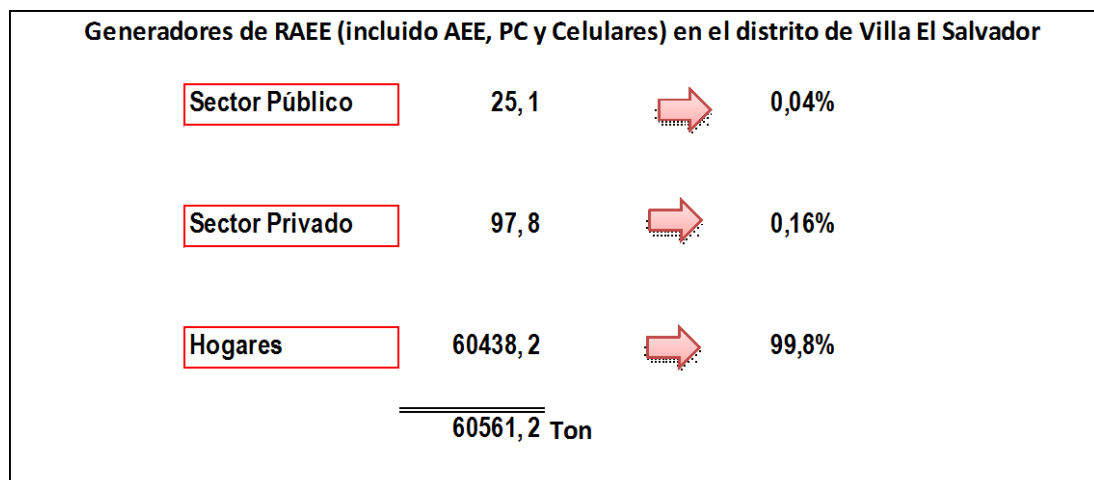 Generadores de RAEE (incluido AEE, PC y Celulares) en el distrito de Villa El Salvador
Sector Público 25,1 0,04%
Sector Privado 97,8 0,16%
Hogares 60438,2 99,8%
60561,2 Ton